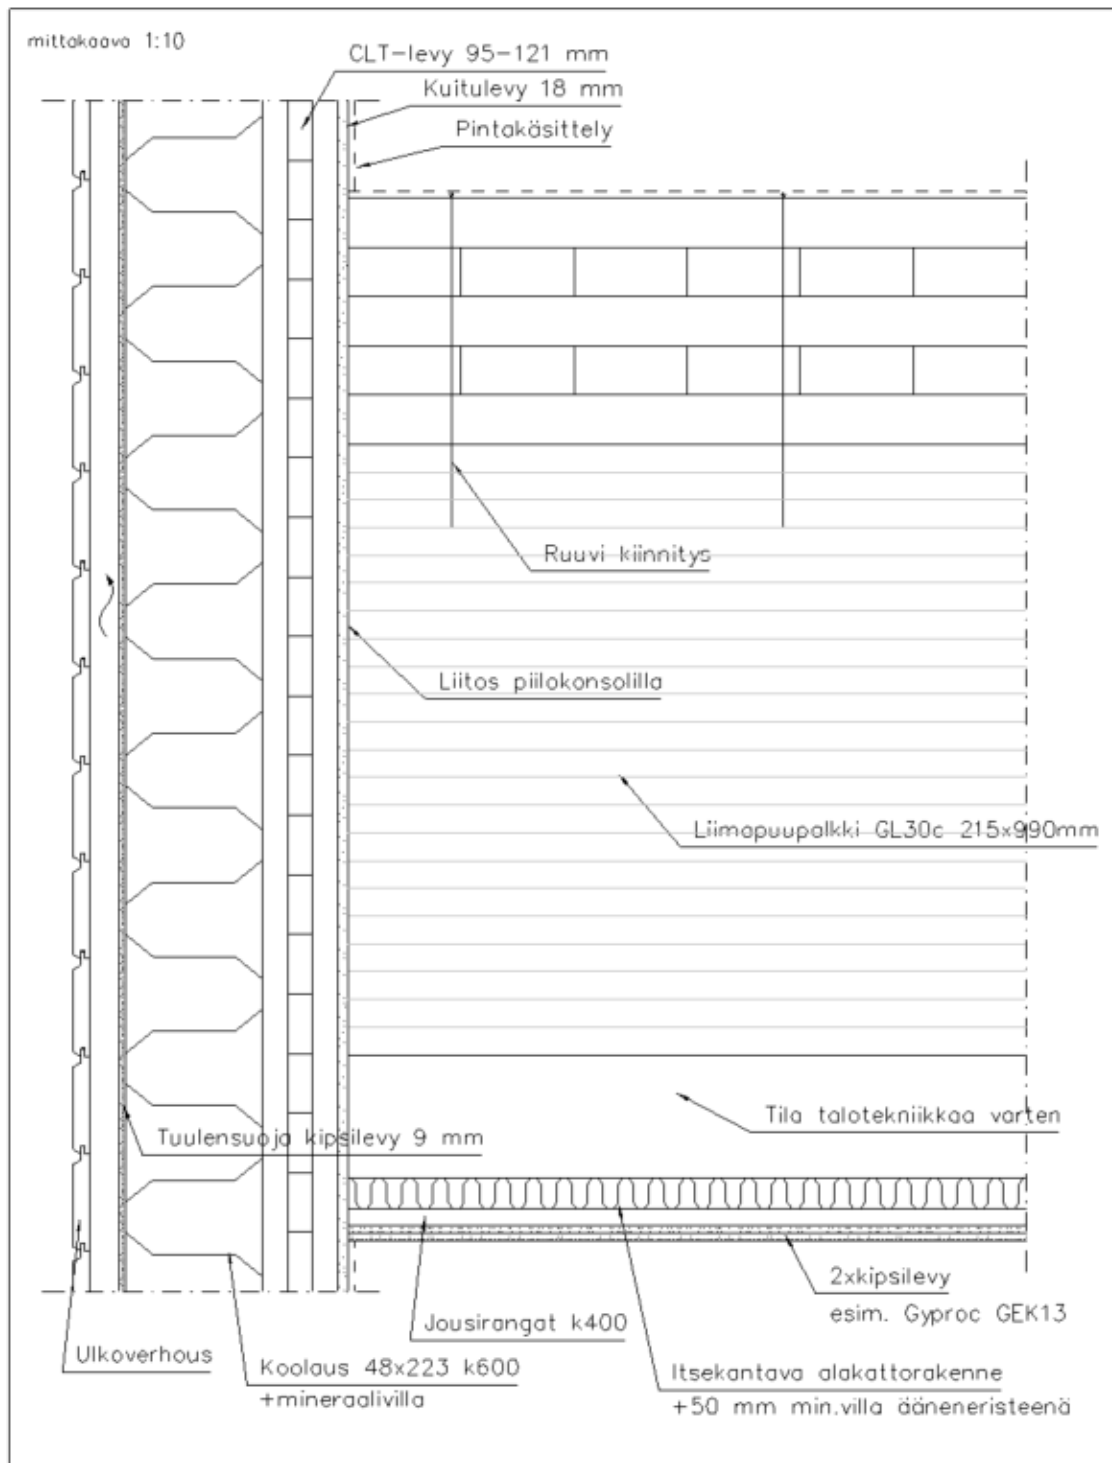 mittakaava 1:10
CLT-levy 95-121 mm
Kuitulevy 18 mm
Pintakäsittely
Ruuvi kiinnitys
Liitos piilokonsolilla
Liimapuupalkki GL30c 215x990mm
Tila talotekniikkaa varten
Tuulensuoja kipsilevy 9 mm
2xkipsilevy
esim. Gyproc GEK13
Jousirangat k400
Ulkoverhous
Koolaus 48x223 k600
+mineraalivilla
Itsekantava alakattorakenne
+50 mm min.villa ääneneristeenä